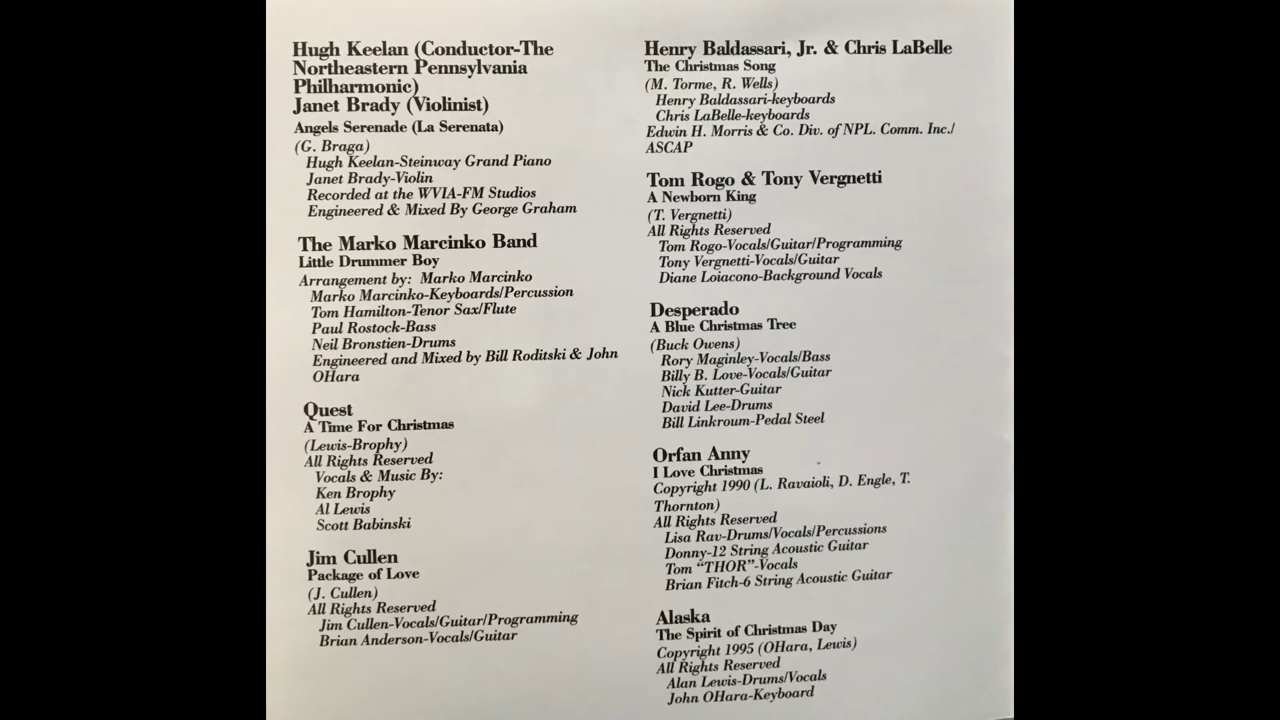 Hugh Keelan (Conductor-The
Northeastern Pennsylvania
Philharmonic)
Janet Brady (Violinist)
Angels Serenade (La Serenata)
(G. Braga)
Hugh Keelan-Steinway Grand Piano
Janet Brady-Violin
Recorded at the WVIA-FM Studios
Engineered & Mixed By George Graham
The Marko Marcinko Band
Little Drummer Boy
Arrangement by: Marko Marcinko
Marko Marcinko-Keyboards/Percussion
Tom Hamilton-Tenor Sax/Flute
Paul Rostock-Bass
Neil Bronstien-Drums
Engineered and Mixed by Bill Roditski & John
OHara
Quest
A Time For Christmas
(Lewis-Brophy)
All Rights Reserved
Vocals & Music By:
Ken Brophy
Al Lewis
Scott Babinski
Jim Cullen
Package of Love
(J. Cullen)
All Rights Reserved
Jim Cullen-Vocals/Guitar/Programming
Brian Anderson-Vocals/Guitar
Henry Baldassari, Jr. & Chris LaBelle
The Christmas Song
(M. Torme, R. Wells)
Henry Baldassari-keyboards
Chris LaBelle-keyboards
Edwin H. Morris & Co. Div. of NPL. Comm. Inc./
ASCAP
Tom Rogo & Tony Vergnetti
A Newborn King
(T. Vergnetti)
All Rights Reserved
Tom Rogo-Vocals/Guitar/Programming
Tony Vergnetti-Vocals/Guitar
Diane Loiacono-Background Vocals
Desperado
A Blue Christmas Tree
(Buck Owens)
Rory Maginley-Vocals/Bass
Billy B. Love-Vocals/Guitar
Nick Kutter-Guitar
David Lee-Drums
Bill Linkroum-Pedal Steel
Orfan Anny
I Love Christmas
Copyright 1990 (L. Ravaioli, D. Engle, T.
Thornton)
All Rights Reserved
Lisa Rav-Drums/Vocals/Percussions
Donny-12 String Acoustic Guitar
Tom “THOR”-Vocals
Brian Fitch-6 String Acoustic Guitar
Alaska
The Spirit of Christmas Day
Copyright 1995 (OHara, Lewis)
All Rights Reserved
Alan Lewis-Drums/Vocals
John OHara-Keyboard